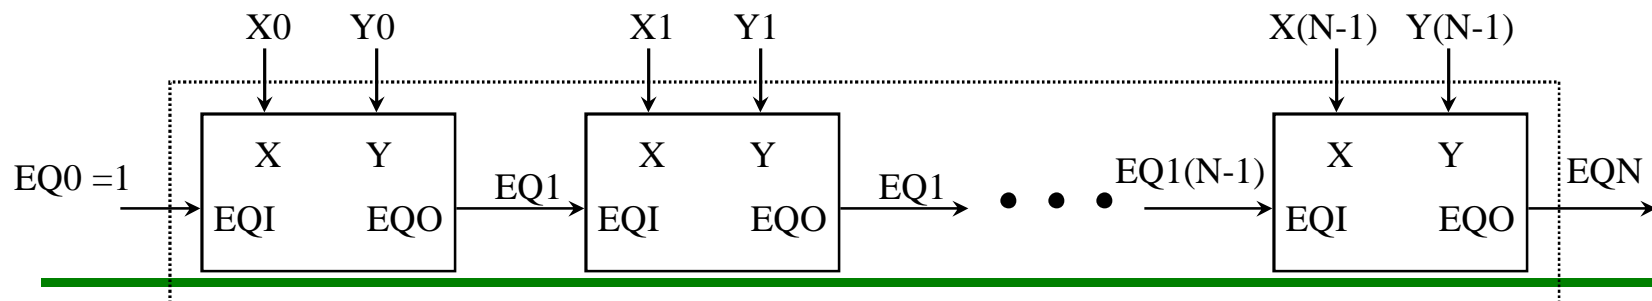 X0 Y0 X1 Y1 X(N-1) Y(N-1)
X Y X Y X Y
EQ0 =1 EQ1 EQ1 EQ1(N-1) EQN
EQI EQO EQI EQO EQI EQO